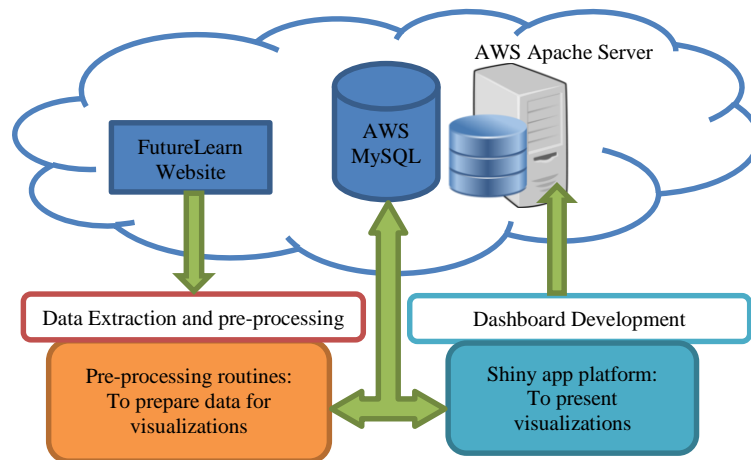 AWS Apache Server
FutureLearn
Website
AWS
MySQL
Data Extraction and pre-processing
Pre-processing routines:
To prepare data for
visualizations
Dashboard Development
Shiny app platform:
To present
visualizations